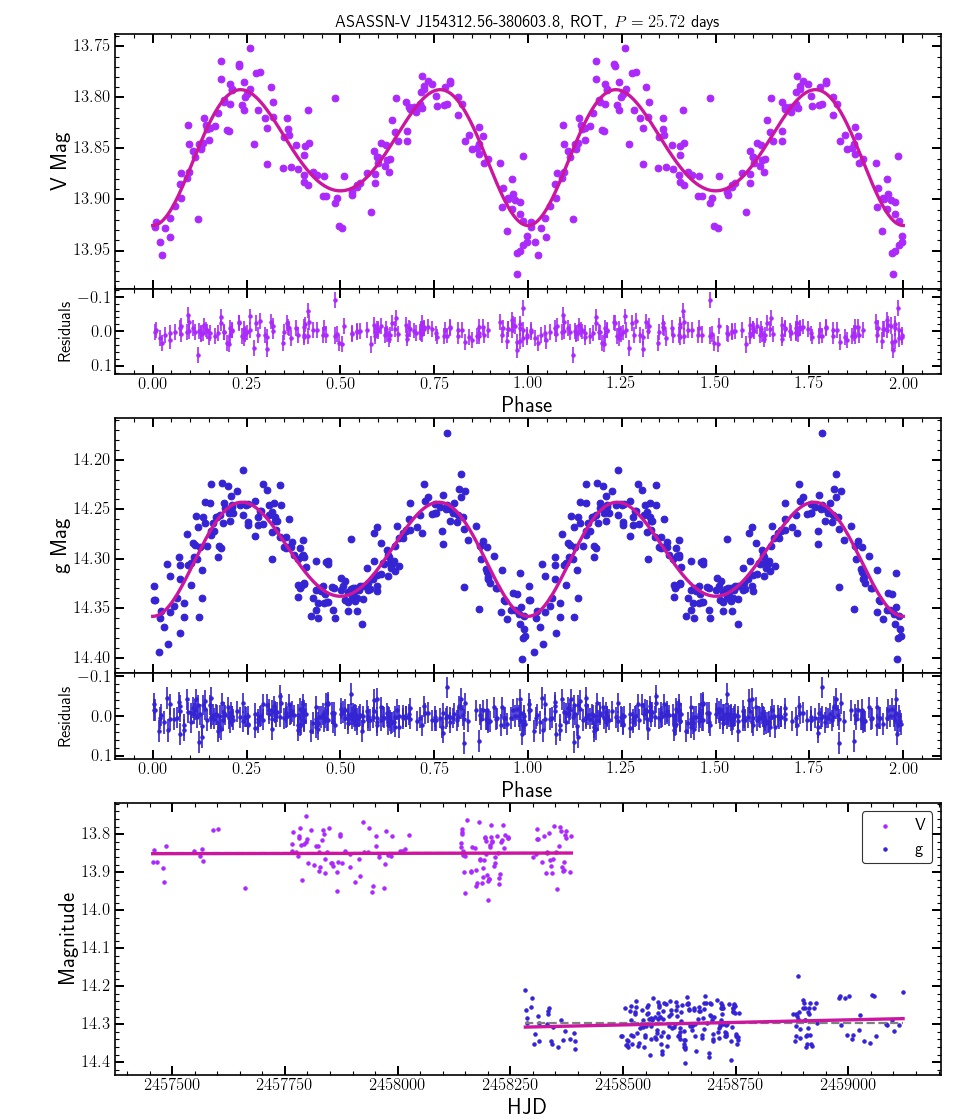 ASASSN-V J154312.56-380603.8, ROT, P = 25.72 days
13.75
13.80
13.85
13.90
13.95
V Mag
−0.1
0.0
0.1
Residuals
0.00 0.25 0.50 0.75 1.00 1.25 1.50 1.75 2.00
Phase
14.20
14.25
14.30
14.35
14.40
g Mag
−0.1
0.0
0.1
Residuals
0.00 0.25 0.50 0.75 1.00 1.25 1.50 1.75 2.00
Phase
V
g
13.8
13.9
14.0
14.1
14.2
14.3
14.4
Magnitude
2457500 2457750 2458000 2458250 2458500 2458750 2459000
HJD